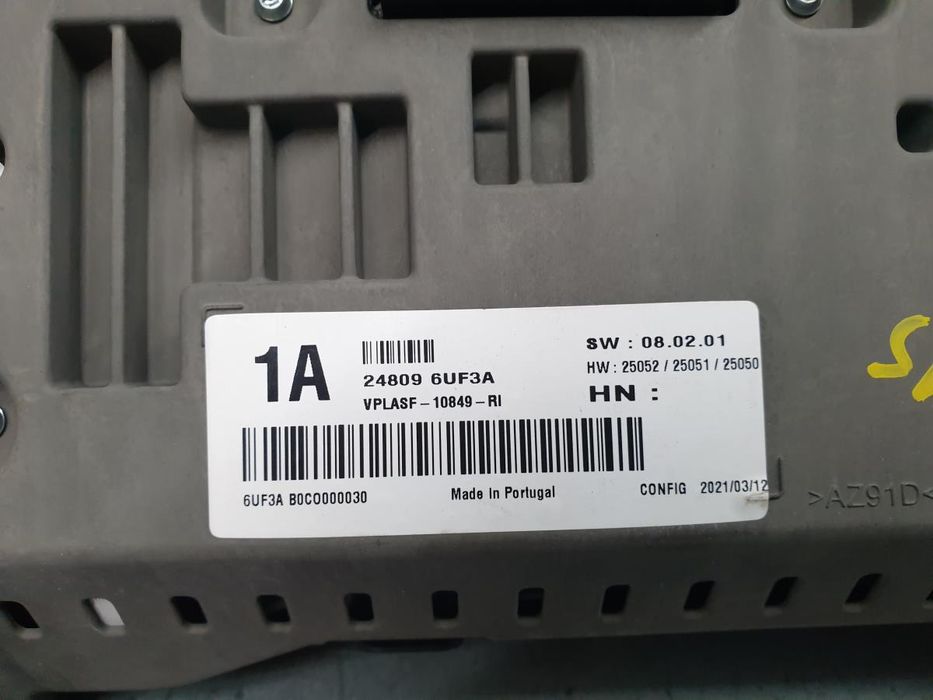 1A
24809 6UF3A
VPLASF-10849-RI
SW : 08.02.01
HW : 25052 / 25051 / 25050
HN :
6UF3A B0C0000030
Made In Portugal
CONFIG 2021/03/12
>AZ91D<